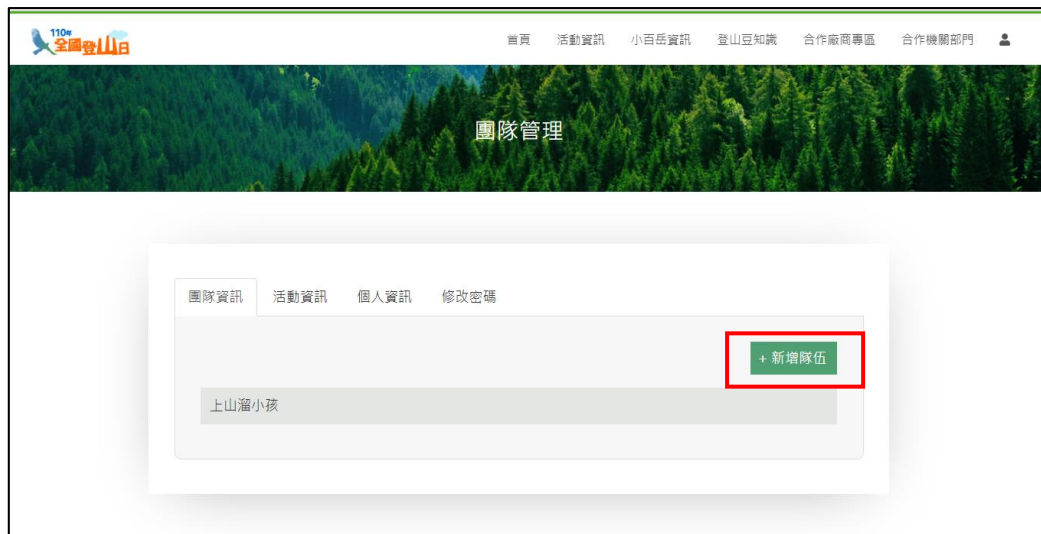 110年
全國登山日
首頁 活動資訊 小百岳資訊 登山豆知識 合作廠商專區 合作機關部門
團隊管理
團隊資訊 活動資訊 個人資訊 修改密碼
+ 新增隊伍
上山溜小孩